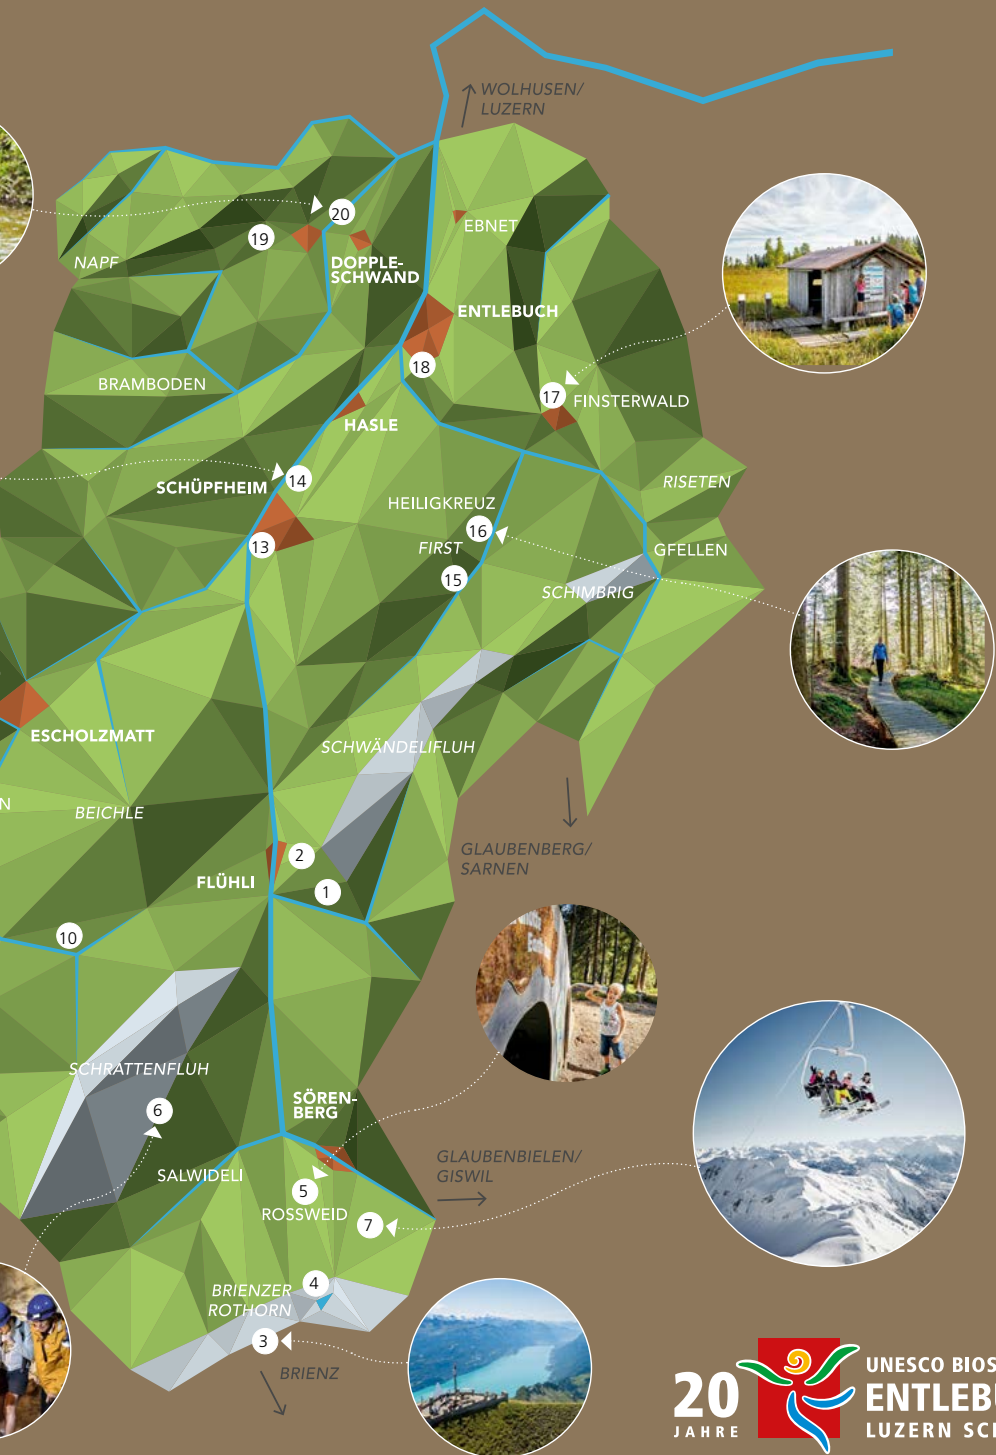 WOLHUSEN/
LUZERN
20
19
EBNET
NAPF
DOPPLE-
SCHWAND
ENTLEBUCH
18
BRAMBODEN
17
FINSTERWALD
HASLE
14
SCHÜPFHEIM
RISETEN
HEILIGKREUZ
16
13
FIRST
GFELLEN
15
SCHIMBRIG
ESCHOLZMATT
SCHWÄNDELIFLUH
N
BEICHLE
2
GLAUBENBERG/
SARNEN
FLÜHLI
1
10
SCHRATTENFLUH
6
SÖREN-
BERG
SALWIDELI
GLAUBENBIELEN/
GISWIL
5
ROSSWEID
7
4
BRIENZER
ROTHORN
3
BRIENZ
20
JAHRE
UNESCO BIOS
ENTLEBU
LUZERN SCH